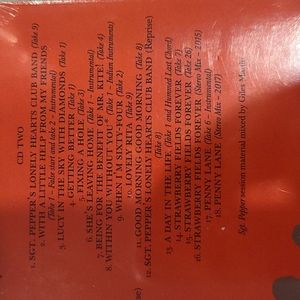 CD TWO
1. SGT. PEPPER'S LONELY HEARTS CLUB BAND (Take 9)
2. WITH A LITTLE HELP FROM MY FRIENDS
(Take 1 – False start and take 2 – Instrumental)
3. LUCY IN THE SKY WITH DIAMONDS (Take 1)
4. GETTING BETTER (Take 1)
5. FIXING A HOLE (Take 3)
6. SHE'S LEAVING HOME (Take 1 – Instrumental)
7. BEING FOR THE BENEFIT OF MR. KITE! (Take 4)
8. WITHIN YOU WITHOUT YOU (Take 1 – Indian instruments)
9. WHEN I'M SIXTY-FOUR (Take 2)
10. LOVELY RITA (Take 9)
11. GOOD MORNING GOOD MORNING (Take 8)
12. SGT. PEPPER'S LONELY HEARTS CLUB BAND (Reprise)
(Take 8)
13. A DAY IN THE LIFE (Take 1 and Hummed Last Chord)
14. STRAWBERRY FIELDS FOREVER (Take 7)
15. STRAWBERRY FIELDS FOREVER (Take 26)
16. STRAWBERRY FIELDS FOREVER (Stereo Mix – 2015)
17. PENNY LANE (Take 6 – Instrumental)
18. PENNY LANE (Stereo Mix – 2017)
Sgt. Pepper session material mixed by Giles Martin